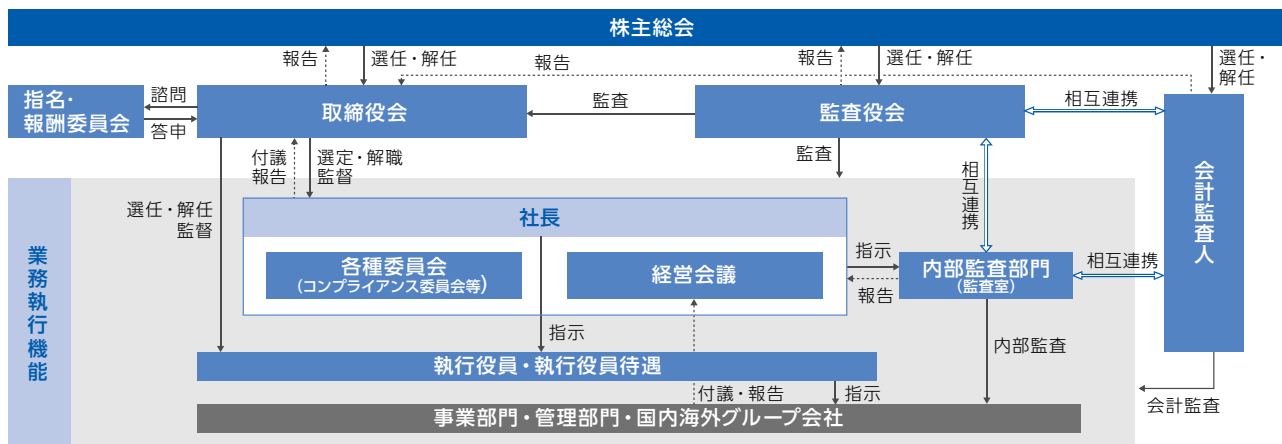 株主総会
報告
選任・解任
報告
報告
選任・解任
選任・
解任
指名・
報酬委員会
諮問
答申
取締役会
監査
監査役会
相互連携
会計監査人
付議
報告
選定・解職
監督
監査
相互連携
選任・解任
監督
業務執行機能
社長
各種委員会
(コンプライアンス委員会等)
経営会議
指示
報告
内部監査部門
(監査室)
相互連携
指示
内部監査
執行役員・執行役員待遇
付議・報告
指示
会計監査
事業部門・管理部門・国内海外グループ会社